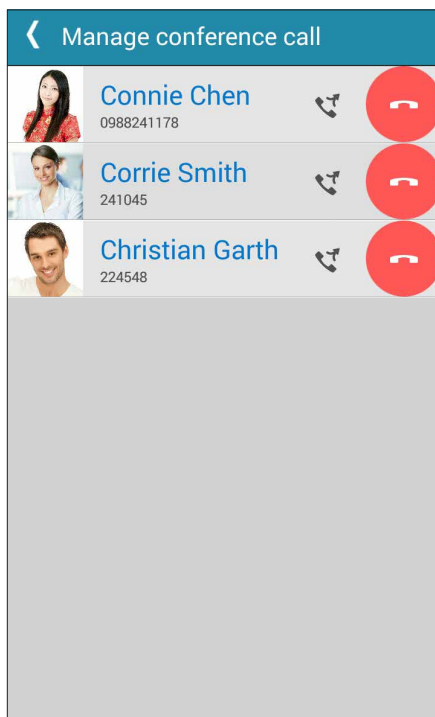 Manage conference call
Connie Chen
0988241178
Corrie Smith
241045
Christian Garth
224548